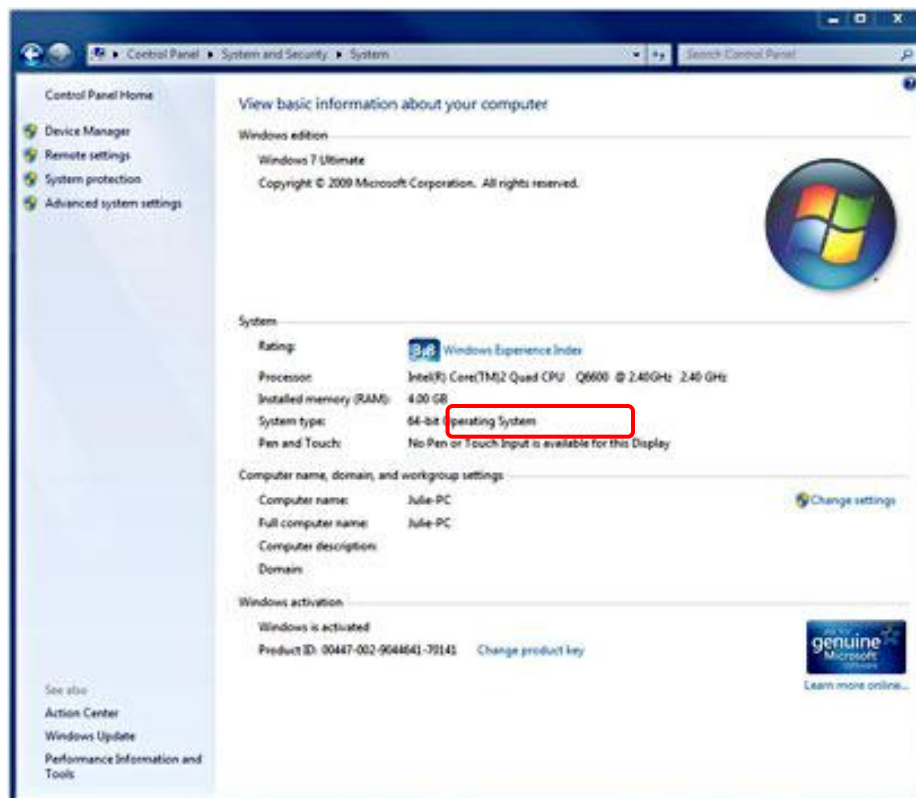 Control Panel ▸ System and Security ▸ System
Search Control Panel
Control Panel Home
Device Manager
Remote settings
System protection
Advanced system settings
View basic information about your computer
Windows edition
Windows 7 Ultimate
Copyright © 2009 Microsoft Corporation. All rights reserved.
System
Rating: Windows Experience Index
Processor: Intel(R) Core(TM)2 Quad CPU Q6600 @ 2.40GHz 2.40 GHz
Installed memory (RAM): 4.00 GB
System type: 64-bit Operating System
Pen and Touch: No Pen or Touch Input is available for this Display
Computer name, domain, and workgroup settings
Computer name: Julie-PC
Change settings
Full computer name: Julie-PC
Computer description:
Domain:
Windows activation
Windows is activated
Product ID: 00447-002-9044641-70141 Change product key
genuine
Microsoft
software
Learn more online...
See also
Action Center
Windows Update
Performance Information and
Tools